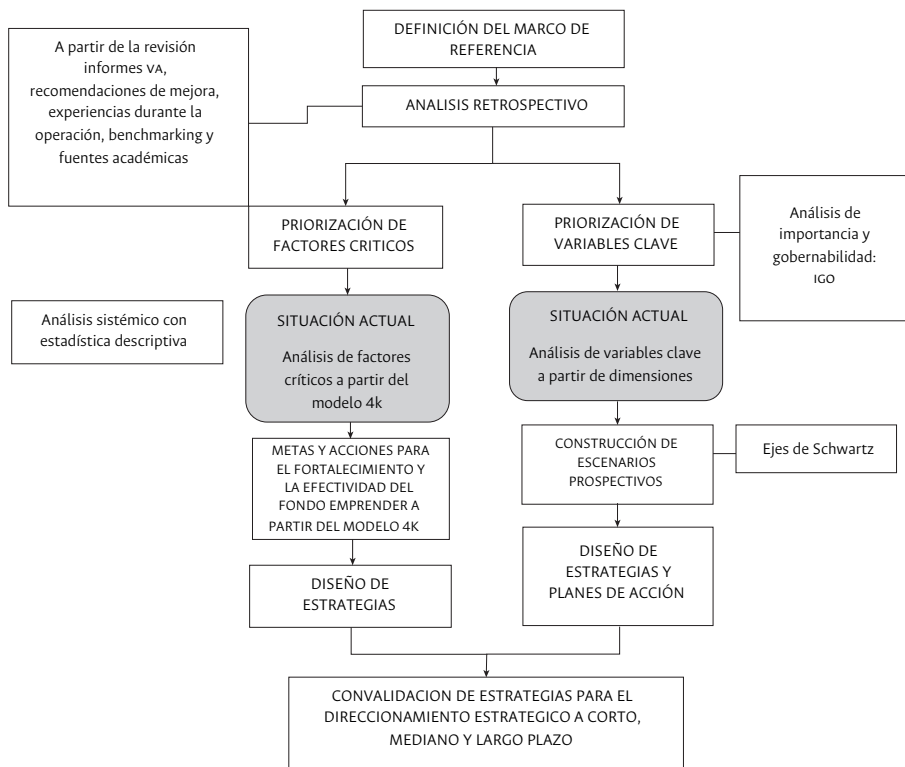 DEFINICIÓN DEL MARCO DE
REFERENCIA
A partir de la revisión
informes VA,
recomendaciones de mejora,
experiencias durante la
operación, benchmarking y
fuentes académicas
ANALISIS RETROSPECTIVO
PRIORIZACIÓN DE
FACTORES CRITICOS
PRIORIZACIÓN DE
VARIABLES CLAVE
Análisis de
importancia y
gobernabilidad:
IGO
Análisis sistémico con
estadística descriptiva
SITUACIÓN ACTUAL
Análisis de factores
críticos a partir del
modelo 4k
SITUACIÓN ACTUAL
Análisis de variables clave
a partir de dimensiones
METAS Y ACCIONES PARA
EL FORTALECIMIENTO Y
LA EFECTIVIDAD DEL
FONDO EMPRENDER A
PARTIR DEL MODELO 4K
CONSTRUCCIÓN DE
ESCENARIOS
PROSPECTIVOS
Ejes de Schwartz
DISEÑO DE
ESTRATEGIAS
DISEÑO DE
ESTRATEGIAS Y
PLANES DE ACCIÓN
CONVALIDACION DE ESTRATEGIAS PARA EL
DIRECCIONAMIENTO ESTRATEGICO A CORTO,
MEDIANO Y LARGO PLAZO